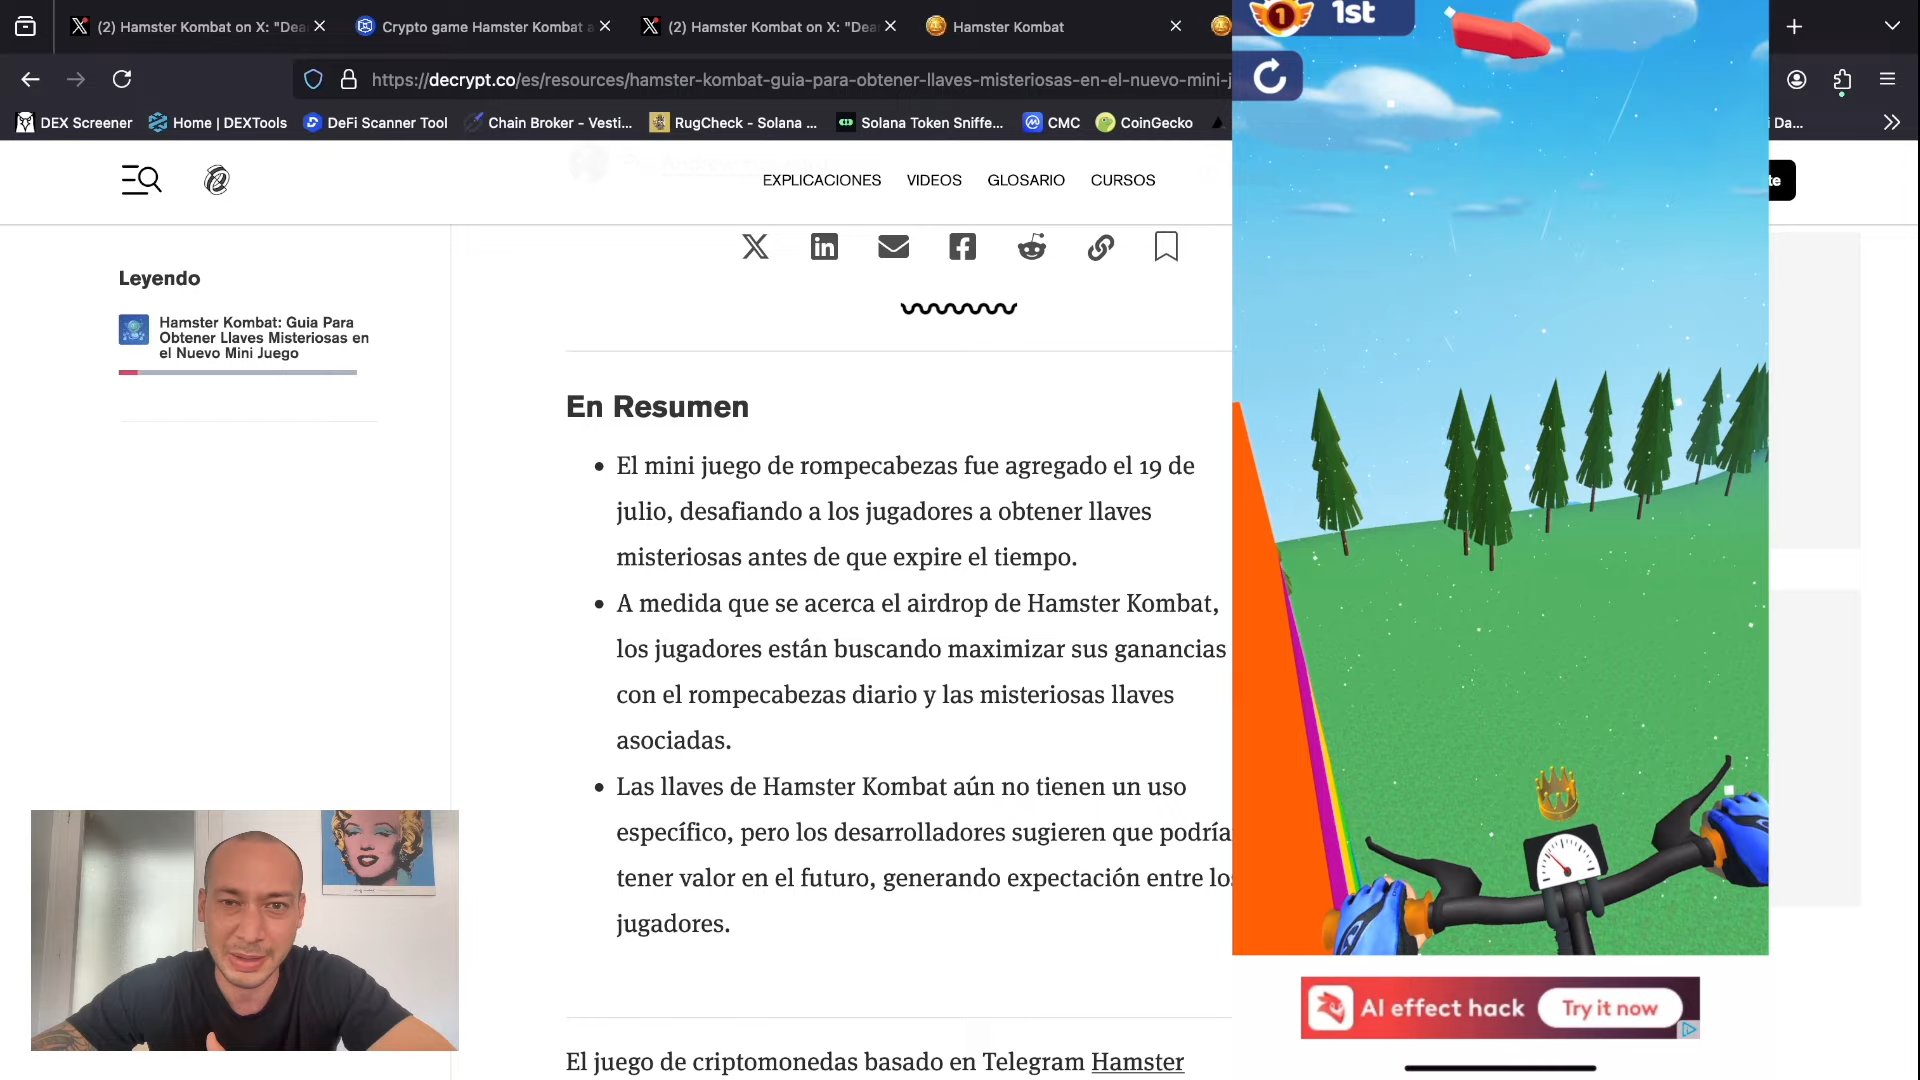 (2) Hamster Kombat on X: "Dea
Crypto game Hamster Kombat a
(2) Hamster Kombat on X: "Dea
Hamster Kombat
https://decrypt.co/es/resources/hamster-kombat-guia-para-obtener-llaves-misteriosas-en-el-nuevo-mini-j
DEX Screener
Home | DEXTools
DeFi Scanner Tool
Chain Broker - Vesti...
RugCheck - Solana ...
Solana Token Sniffe...
CMC
CoinGecko
i Da...
EXPLICACIONES
VIDEOS
GLOSARIO
CURSOS
te
Leyendo
Hamster Kombat: Guia Para
Obtener Llaves Misteriosas en
el Nuevo Mini Juego
En Resumen
El mini juego de rompecabezas fue agregado el 19 de
julio, desafiando a los jugadores a obtener llaves
misteriosas antes de que expire el tiempo.
A medida que se acerca el airdrop de Hamster Kombat,
los jugadores están buscando maximizar sus ganancias
con el rompecabezas diario y las misteriosas llaves
asociadas.
Las llaves de Hamster Kombat aún no tienen un uso
específico, pero los desarrolladores sugieren que podría
tener valor en el futuro, generando expectación entre lo
jugadores.
El juego de criptomonedas basado en Telegram Hamster
1
1st
AI effect hack
Try it now